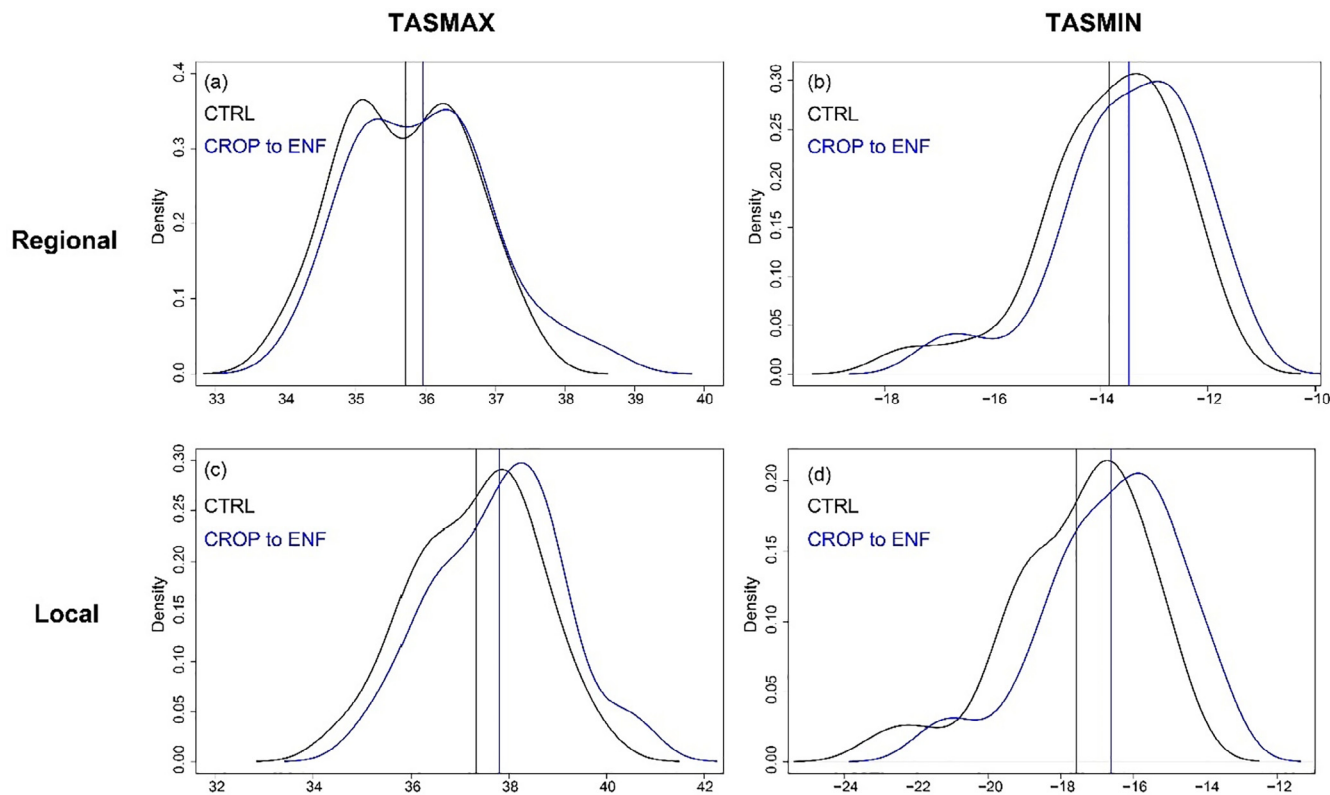 TASMAX
TASMIN
Regional
Local
(a)
CTRL
CROP to ENF
Density
0.4
0.3
0.2
0.1
0.0
33 34 35 36 37 38 39 40
(b)
CTRL
CROP to ENF
Density
0.30
0.25
0.20
0.15
0.10
0.05
0.00
−18 −16 −14 −12 −10
(c)
CTRL
CROP to ENF
Density
0.30
0.25
0.20
0.15
0.10
0.05
0.00
32 34 36 38 40 42
(d)
CTRL
CROP to ENF
Density
0.20
0.15
0.10
0.05
0.00
−24 −22 −20 −18 −16 −14 −12